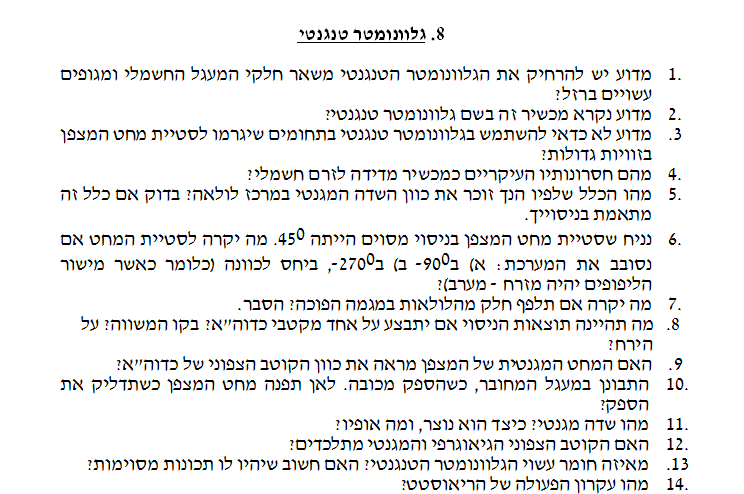 8. גלוונומטר טנגנטי
1. מדוע יש להרחיק את הגלוונומטר הטנגנטי משאר חלקי המעגל החשמלי ומגופים
עשויים ברזל?
2. מדוע נקרא מכשיר זה בשם גלוונומטר טנגנטי?
3. מדוע לא כדאי להשתמש בגלוונומטר טנגנטי בתחומים שיגרמו לסטיית מחט המצפן
בזוויות גדולות?
4. מהם חסרונותיו העיקריים כמכשיר מדידה לזרם חשמלי?
5. מהו הכלל שלפיו הנך זוכר את כוון השדה המגנטי במרכז לולאה? בדוק אם כלל זה
מתאמת בניסוייך.
6. נניח שסטיית מחט המצפן בניסוי מסוים הייתה 45⁰. מה יקרה לסטיית המחט אם
נסובב את המערכת: א) ב90⁰- ב) ב270⁰-, ביחס לכוונה (כלומר כאשר מישור
הליפופים יהיה מזרח - מערב)?
7. מה יקרה אם תלפף חלק מהלולאות במגמה הפוכה? הסבר.
8. מה תהיינה תוצאות הניסוי אם יתבצע על אחד מקטבי כדוה״א? בקו המשווה? על
הירח?
9. האם המחט המגנטית של המצפן מראה את כוון הקוטב הצפוני של כדוה״א?
10. התבונן במעגל המחובר, כשהספק מכובה. לאן תפנה מחט המצפן כשתדליק את
הספק?
11. מהו שדה מגנטי? כיצד הוא נוצר, ומה אופיו?
12. האם הקוטב הצפוני הגיאוגרפי והמגנטי מתלכדים?
13. מאיזה חומר עשוי הגלוונומטר הטנגנטי? האם חשוב שיהיו לו תכונות מסוימות?
14. מהו עקרון הפעולה של הריאוסטט?